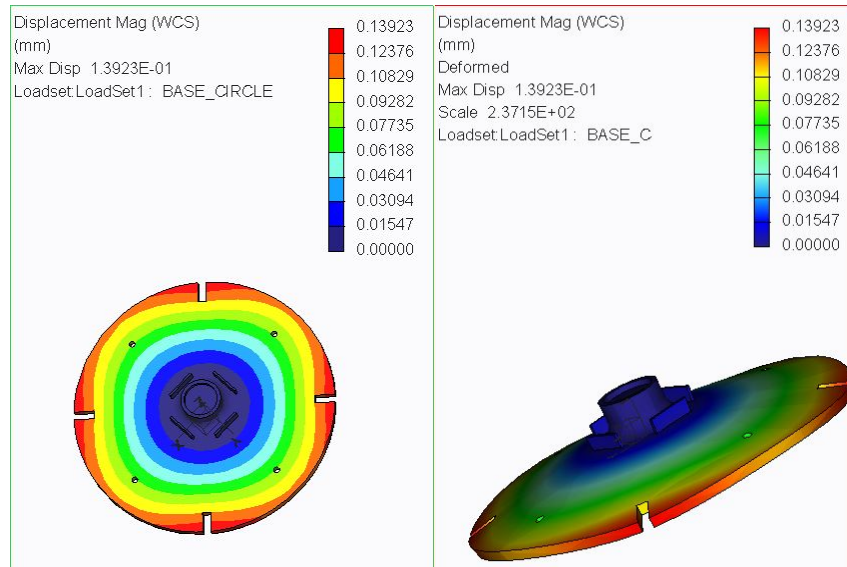 Displacement Mag (WCS)
(mm)
Max Disp 1.3923E-01
Loadset:LoadSet1 : BASE_CIRCLE
0.13923
0.12376
0.10829
0.09282
0.07735
0.06188
0.04641
0.03094
0.01547
0.00000
Displacement Mag (WCS)
(mm)
Deformed
Max Disp 1.3923E-01
Scale 2.3715E+02
Loadset:LoadSet1 : BASE_C
0.13923
0.12376
0.10829
0.09282
0.07735
0.06188
0.04641
0.03094
0.01547
0.00000